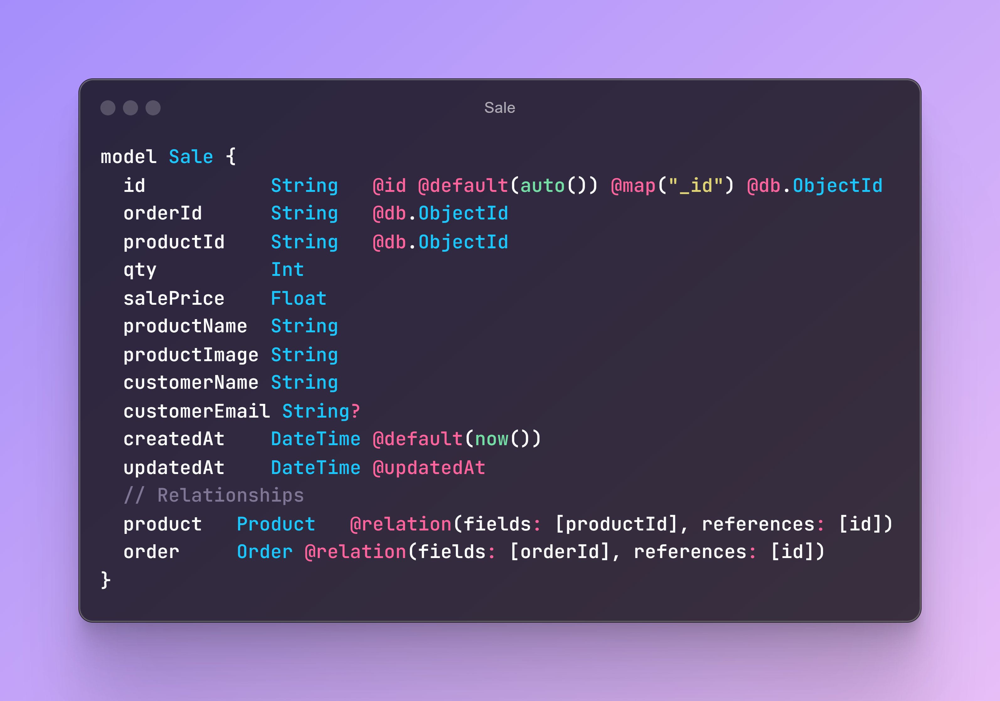 Sale
model Sale {
  id           String   @id @default(auto()) @map("_id") @db.ObjectId
  orderId      String   @db.ObjectId
  productId    String   @db.ObjectId
  qty          Int
  salePrice    Float
  productName  String
  productImage String
  customerName String
  customerEmail String?
  createdAt    DateTime @default(now())
  updatedAt    DateTime @updatedAt
  // Relationships
  product   Product   @relation(fields: [productId], references: [id])
  order     Order @relation(fields: [orderId], references: [id])
}